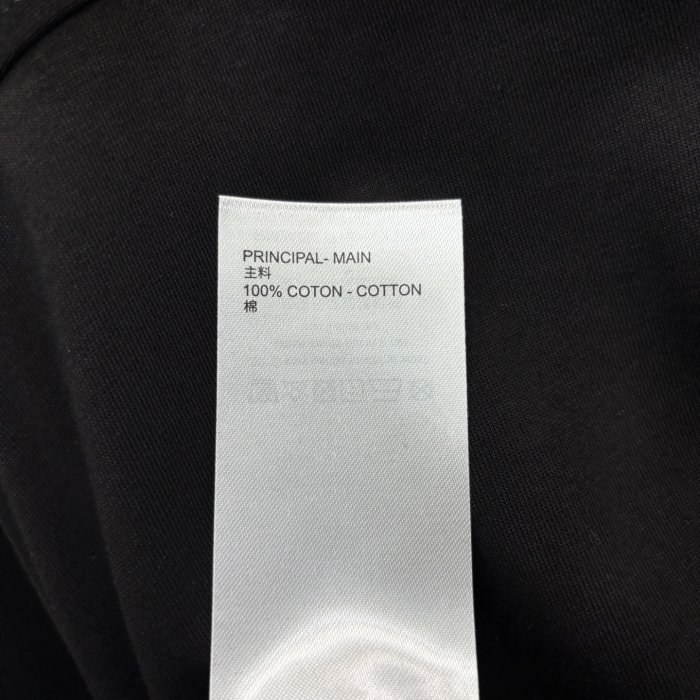 PRINCIPAL- MAIN
主料
100% COTON - COTTON
棉